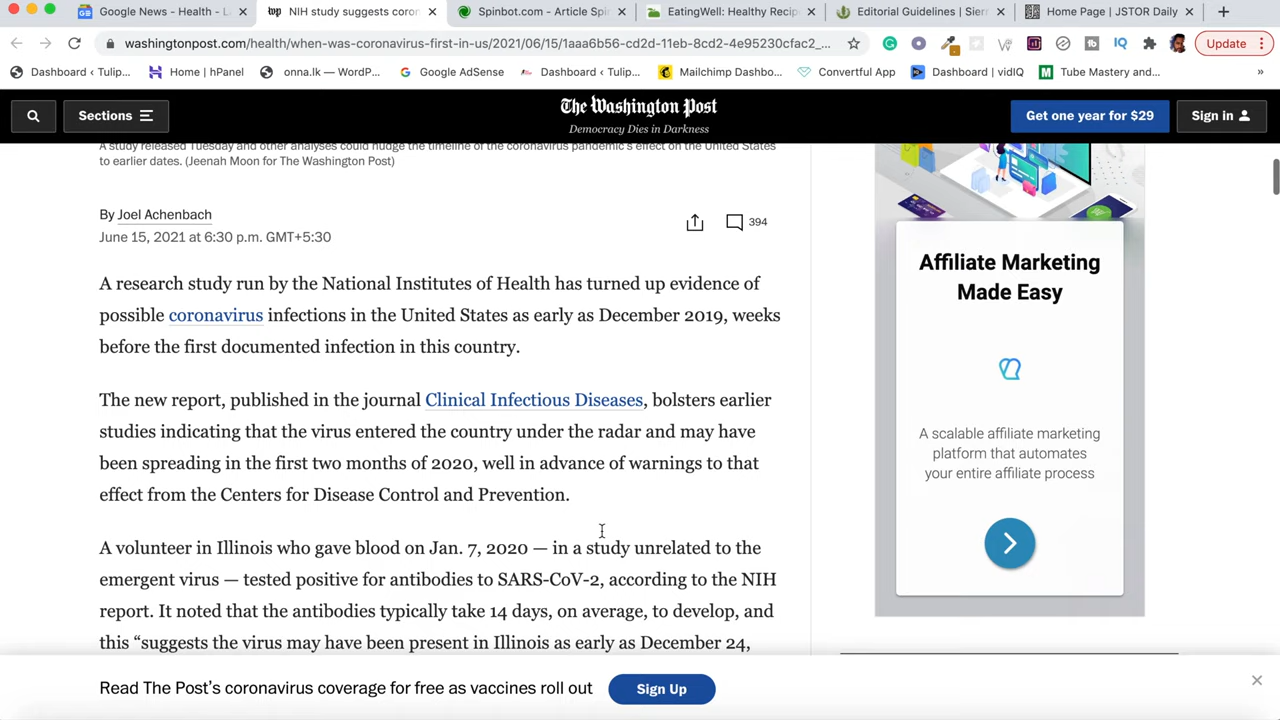 Google News - Health - L
NIH study suggests coron
Spinbot.com - Article Spi
EatingWell: Healthy Recip
Editorial Guidelines | Sierr
Home Page | JSTOR Daily
washingtonpost.com/health/when-was-coronavirus-first-in-us/2021/06/15/1aaa6b56-cd2d-11eb-8cd2-4e95230cfac2_...
IQ
Update
Dashboard ‹ Tulip...
Home | hPanel
onna.lk — WordP...
Google AdSense
Dashboard ‹ Tulip...
Mailchimp Dashbo...
Convertful App
Dashboard | vidIQ
Tube Mastery and...
»
Sections
The Washington Post
Democracy Dies in Darkness
Get one year for $29
Sign in
A study released Tuesday and other analyses could nudge the timeline of the coronavirus pandemic's effect on the United States
to earlier dates. (Jeenah Moon for The Washington Post)
By Joel Achenbach
June 15, 2021 at 6:30 p.m. GMT+5:30
394
A research study run by the National Institutes of Health has turned up evidence of
possible coronavirus infections in the United States as early as December 2019, weeks
before the first documented infection in this country.
The new report, published in the journal Clinical Infectious Diseases, bolsters earlier
studies indicating that the virus entered the country under the radar and may have
been spreading in the first two months of 2020, well in advance of warnings to that
effect from the Centers for Disease Control and Prevention.
A volunteer in Illinois who gave blood on Jan. 7, 2020 — in a study unrelated to the
emergent virus — tested positive for antibodies to SARS-CoV-2, according to the NIH
report. It noted that the antibodies typically take 14 days, on average, to develop, and
this “suggests the virus may have been present in Illinois as early as December 24,
Affiliate Marketing
Made Easy
A scalable affiliate marketing
platform that automates
your entire affiliate process
Read The Post's coronavirus coverage for free as vaccines roll out
Sign Up